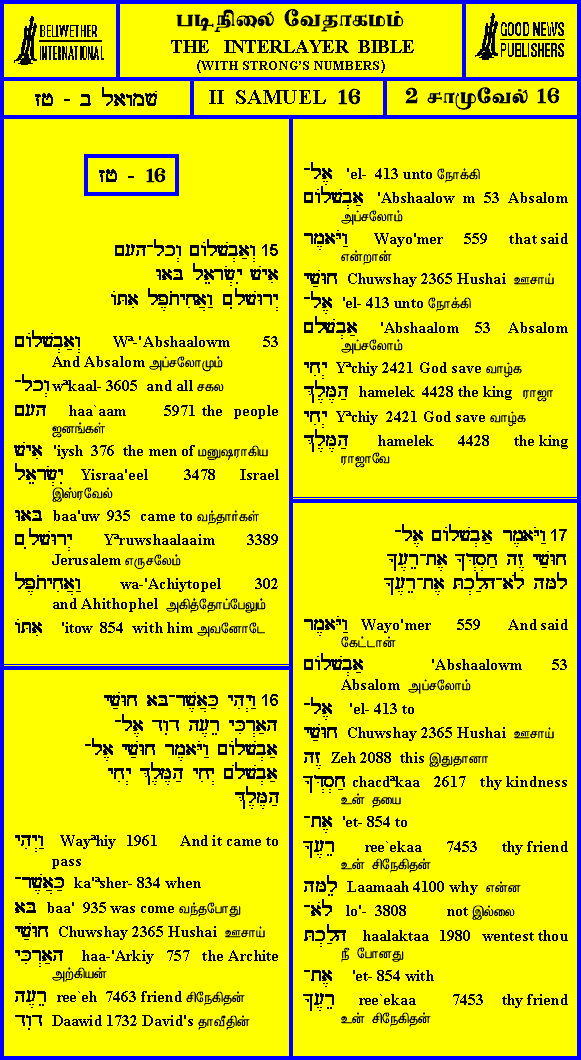 BELLWETHER
INTERNATIONAL
படிநிலை வேதாகமம்
THE INTERLAYER BIBLE
(WITH STRONG'S NUMBERS)
GOOD NEWS
PUBLISHERS
שמואל ב - טז
II SAMUEL 16
2 சாமுவேல் 16
טז - 16
15 וְאַבְשָׁלוֹם וְכָל־הָעָם
אִישׁ יִשְׂרָאֵל בָּאוּ
יְרוּשָׁלִָם וַאֲחִיתֹפֶל אִתּוֹ
וְאַבְשָׁלוֹם Wª-'Abshaalowm 53
And Absalom அப்சலோமும்
וְכָל־ wªkaal- 3605 and all சகல
הָעָם haa`aam 5971 the people
ஜனங்கள்
אִישׁ 'iysh 376 the men of மனுஷராகிய
יִשְׂרָאֵל Yisraa'eel 3478 Israel
இஸ்ரவேல்
בָּאוּ baa'uw 935 came to வந்தார்கள்
יְרוּשָׁלִַם Yªruwshaalaaim 3389
Jerusalem எருசலேம்
וַאֲחִיתֹפֶל wa-'Achiytopel 302
and Ahithophel அகித்தோப்பேலும்
אִתּוֹ 'itow 854 with him அவனோடே
16 וַיְהִי כַּאֲשֶׁר־בָּא חוּשַׁי
הָאַרְכִּי רֵעֶה דָוִד אֶל־
אַבְשָׁלוֹם וַיֹּאמֶר חוּשַׁי אֶל־
אַבְשָׁלֹם יְחִי הַמֶּלֶךְ יְחִי
הַמֶּלֶךְ
וַיְהִי Wayªhiy 1961 And it came to
pass
כַּאֲשֶׁר־ ka'ªsher- 834 when
בָּא baa' 935 was come வந்தபோது
חוּשַׁי Chuwshay 2365 Hushai ஊசாய்
הָאַרְכִּי haa-'Arkiy 757 the Archite
அற்கியன்
רֵעֶה ree`eh 7463 friend சிநேகிதன்
דָוִד Daawid 1732 David's தாவீதின்
אֶל־ 'el- 413 unto நோக்கி
אַבְשָׁלוֹם 'Abshaalow m 53 Absalom
அப்சலோம்
וַיֹּאמֶר Wayo'mer 559 that said
என்றான்
חוּשַׁי Chuwshay 2365 Hushai ஊசாய்
אֶל־ 'el- 413 unto நோக்கி
אַבְשָׁלֹם 'Abshaalom 53 Absalom
அப்சலோம்
יְחִי Yªchiy 2421 God save வாழ்க
הַמֶּלֶךְ hamelek 4428 the king ராஜா
יְחִי Yªchiy 2421 God save வாழ்க
הַמֶּלֶךְ hamelek 4428 the king
ராஜாவே
17 וַיֹּאמֶר אַבְשָׁלוֹם אֶל־
חוּשַׁי זֶה חַסְדְּךָ אֶת־רֵעֶךָ
לָמָּה לֹא־הָלַכְתָּ אֶת־רֵעֶךָ
וַיֹּאמֶר Wayo'mer 559 And said
கேட்டான்
אַבְשָׁלוֹם 'Abshaalowm 53
Absalom அப்சலோம்
אֶל־ 'el- 413 to
חוּשַׁי Chuwshay 2365 Hushai ஊசாய்
זֶה Zeh 2088 this இதுதானா
חַסְדְּךָ chacdªkaa 2617 thy kindness
உன் தயை
אֶת־ 'et- 854 to
רֵעֶךָ ree`ekaa 7453 thy friend
உன் சிநேகிதன்
לָמָּה Laamaah 4100 why என்ன
לֹא־ lo'- 3808 not இல்லை
הָלַכְתָּ haalaktaa 1980 wentest thou
நீ போனது
אֶת־ 'et- 854 with
רֵעֶךָ ree`ekaa 7453 thy friend
உன் சிநேகிதன்